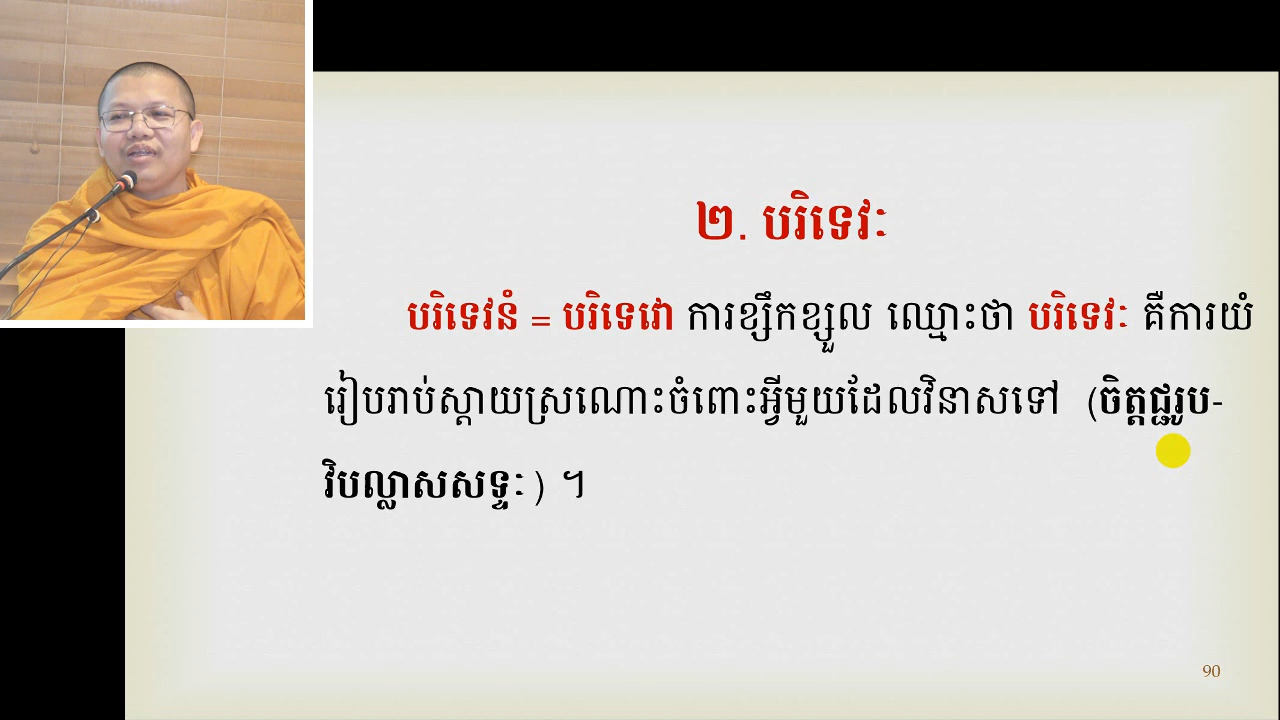 ២. បរិទេវៈ
បរិទេវនំ = បរិទេវោ ការខ្សឹកខ្សួល ឈ្មោះថា បរិទេវៈ គឺការយំ
រៀបរាប់ស្ដាយស្រណោះចំពោះអ្វីមួយដែលវិនាសទៅ (ចិត្តជ្ជរូប-
វិបល្លាសសទ្ទៈ) ។
90